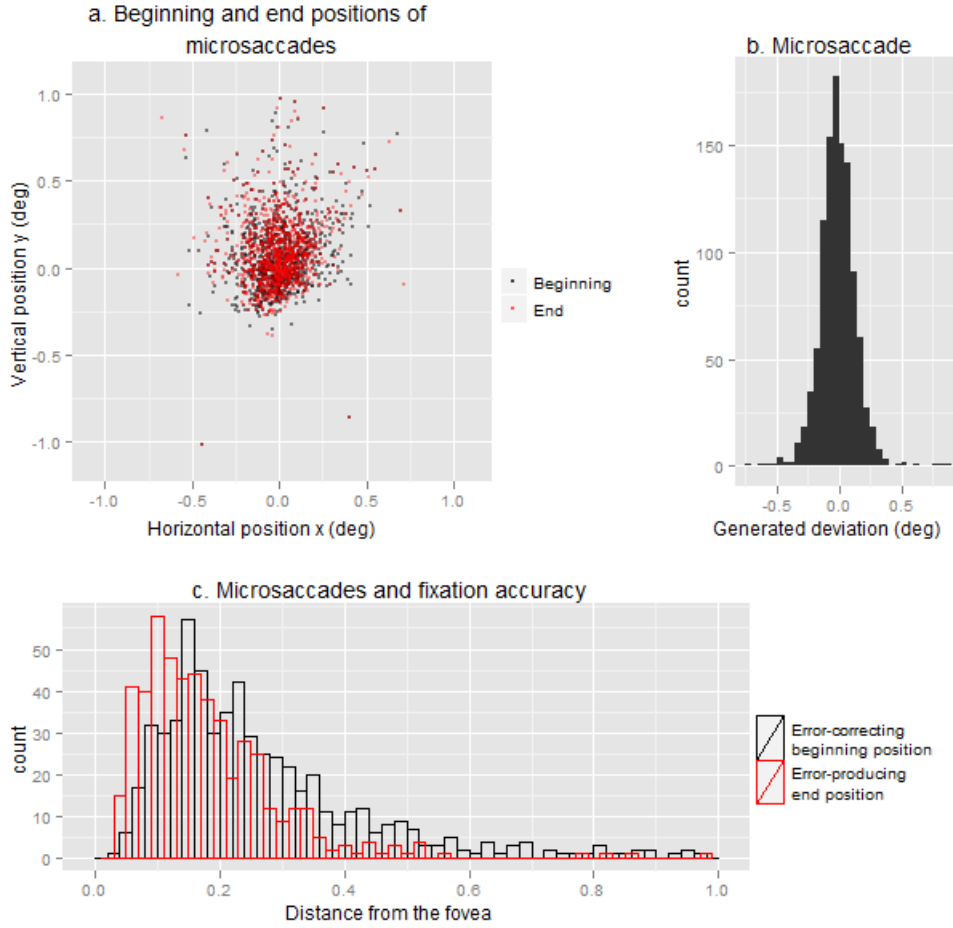 a. Beginning and end positions of
microsaccades
1.0
0.5
0.0
-0.5
-1.0
Vertical position y (deg)
-1.0
-0.5
0.0
0.5
1.0
Horizontal position x (deg)
Beginning
End
b. Microsaccade
150
100
50
0
count
-0.5
0.0
0.5
Generated deviation (deg)
c. Microsaccades and fixation accuracy
50
40
30
20
10
0
count
0.0
0.2
0.4
0.6
0.8
1.0
Distance from the fovea
Error-correcting
beginning position
Error-producing
end position